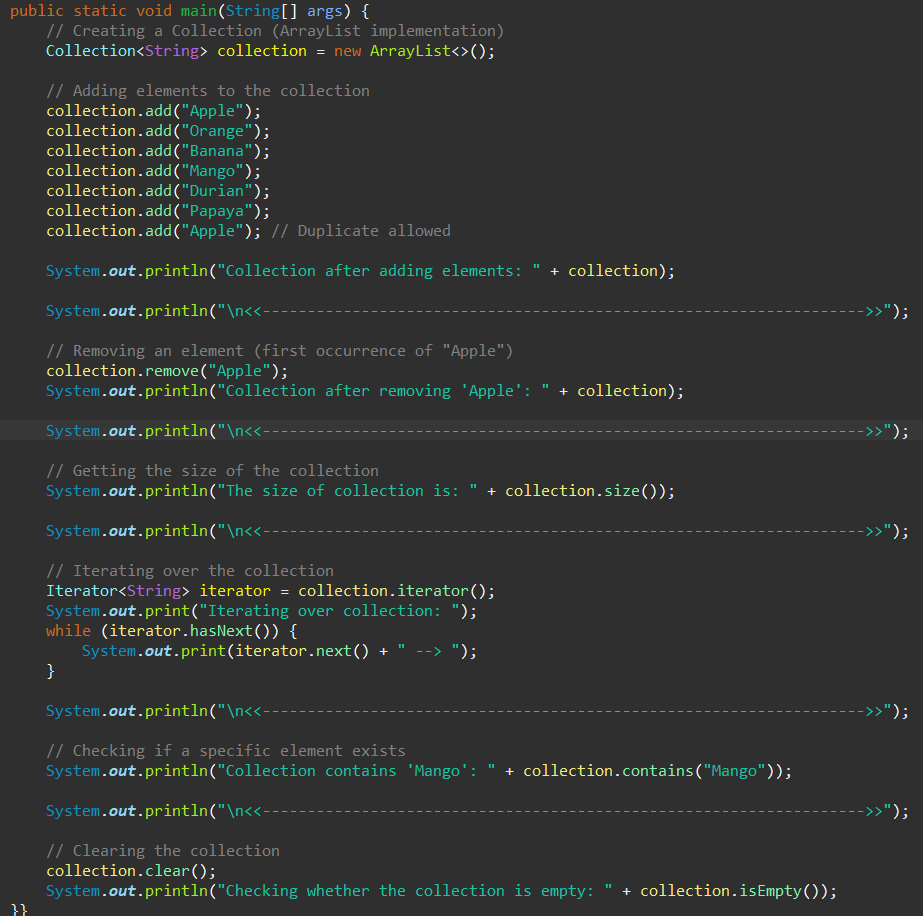 public static void main(String[] args) {
    // Creating a Collection (ArrayList implementation)
    Collection<String> collection = new ArrayList<>();

    // Adding elements to the collection
    collection.add("Apple");
    collection.add("Orange");
    collection.add("Banana");
    collection.add("Mango");
    collection.add("Durian");
    collection.add("Papaya");
    collection.add("Apple"); // Duplicate allowed

    System.out.println("Collection after adding elements: " + collection);

    System.out.println("\n<<------------------------------------------------------------------->>");

    // Removing an element (first occurrence of "Apple")
    collection.remove("Apple");
    System.out.println("Collection after removing 'Apple': " + collection);

    System.out.println("\n<<------------------------------------------------------------------->>");

    // Getting the size of the collection
    System.out.println("The size of collection is: " + collection.size());

    System.out.println("\n<<------------------------------------------------------------------->>");

    // Iterating over the collection
    Iterator<String> iterator = collection.iterator();
    System.out.print("Iterating over collection: ");
    while (iterator.hasNext()) {
        System.out.print(iterator.next() + " --> ");
    }

    System.out.println("\n<<------------------------------------------------------------------->>");

    // Checking if a specific element exists
    System.out.println("Collection contains 'Mango': " + collection.contains("Mango"));

    System.out.println("\n<<------------------------------------------------------------------->>");

    // Clearing the collection
    collection.clear();
    System.out.println("Checking whether the collection is empty: " + collection.isEmpty());
}}